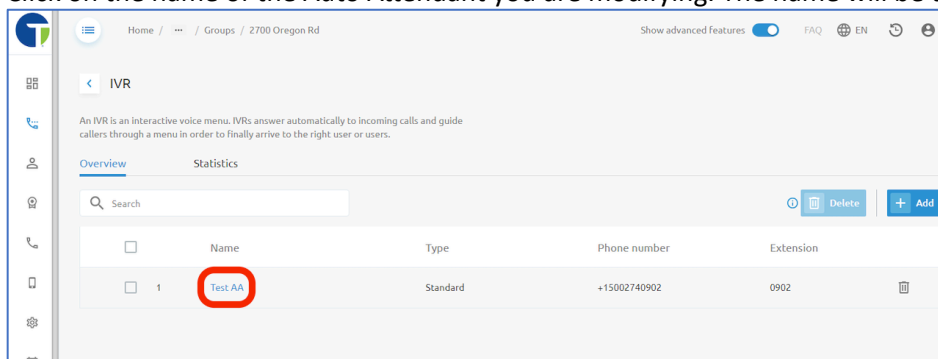 Click on the name of the Auto Attendant you are modifying. The name will be
Home / ··· / Groups / 2700 Oregon Rd
Show advanced features
FAQ
EN
IVR
An IVR is an interactive voice menu. IVRs answer automatically to incoming calls and guide
callers through a menu in order to finally arrive to the right user or users.
Overview Statistics
Search
Delete
+ Add
Name Type Phone number Extension
1 Test AA Standard +15002740902 0902